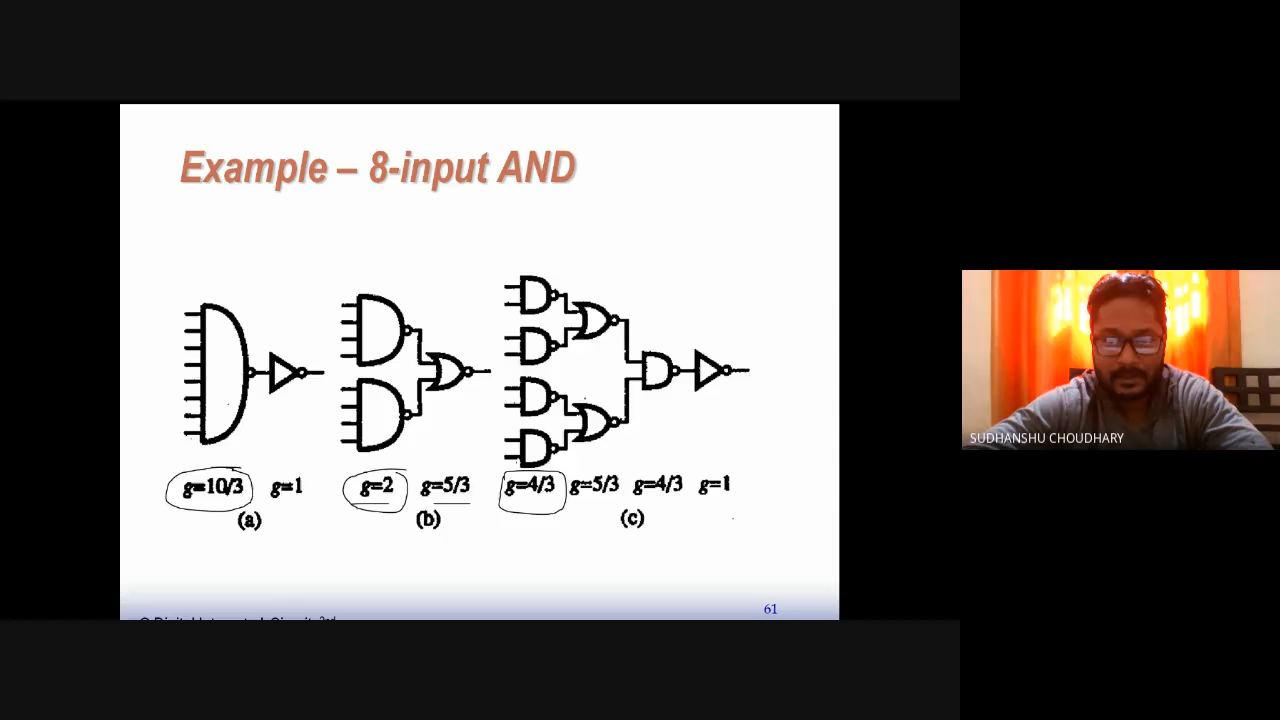 Example – 8-input AND
g=10/3 g=1 g=2 g=5/3 g=4/3 g=5/3 g=4/3 g=1
(a) (b) (c)
61
SUDHANSHU CHOUDHARY